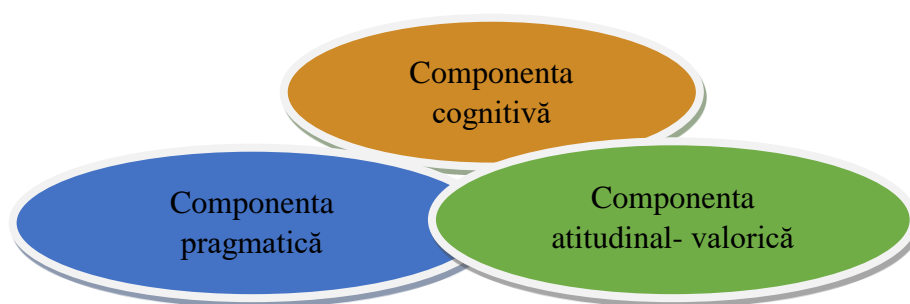 Componenta
cognitivă
Componenta
pragmatică
Componenta
atitudinal- valorică